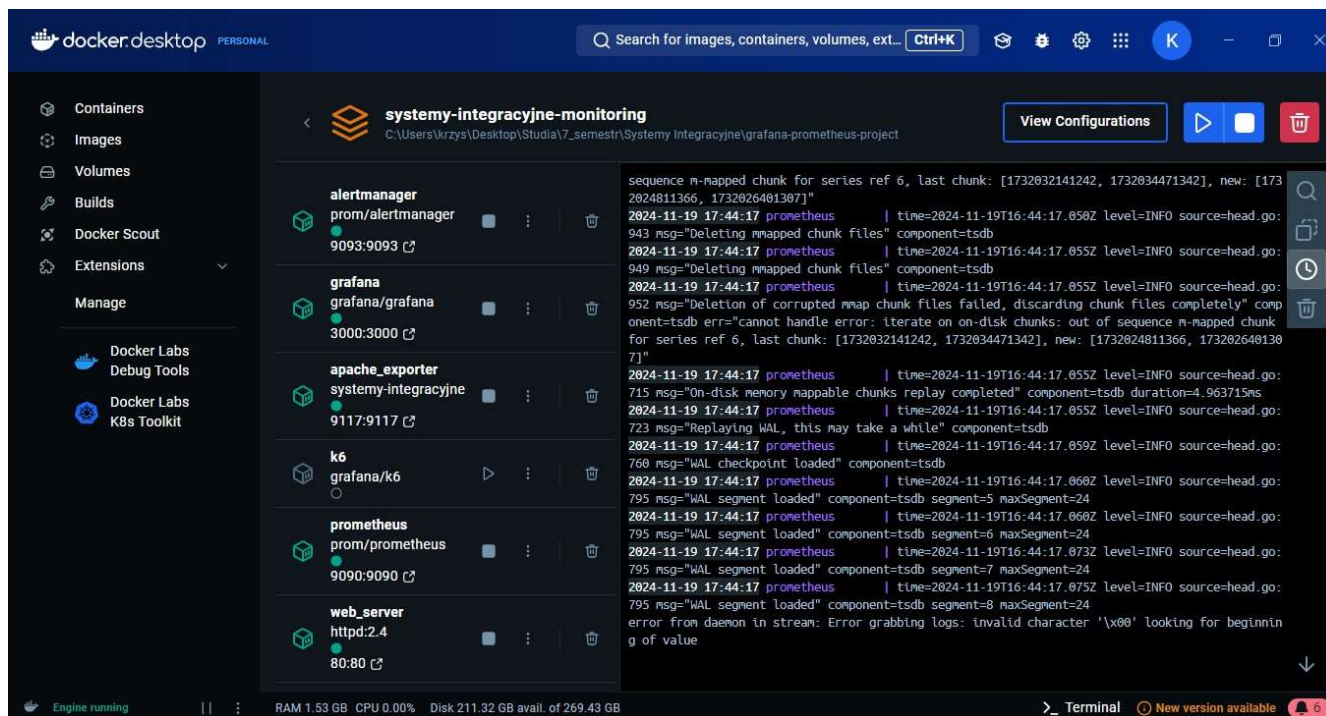 docker.desktop PERSONAL
Search for images, containers, volumes, ext... Ctrl+K
K
Containers
Images
Volumes
Builds
Docker Scout
Extensions
Manage
Docker Labs
Debug Tools
Docker Labs
K8s Toolkit
systemy-integracyjne-monitoring
C:\Users\krzys\Desktop\Studia\7_semestr\Systemy Integracyjne\grafana-prometheus-project
View Configurations
alertmanager
prom/alertmanager
9093:9093
grafana
grafana/grafana
3000:3000
apache_exporter
systemy-integracyjne
9117:9117
k6
grafana/k6
prometheus
prom/prometheus
9090:9090
web_server
httpd:2.4
80:80
sequence m-mapped chunk for series ref 6, last chunk: [1732032141242, 1732034471342], new: [173
2024811366, 1732026401307]"
2024-11-19 17:44:17 prometheus | time=2024-11-19T16:44:17.050Z level=INFO source=head.go:
943 msg="Deleting mmapped chunk files" component=tsdb
2024-11-19 17:44:17 prometheus | time=2024-11-19T16:44:17.055Z level=INFO source=head.go:
949 msg="Deleting mmapped chunk files" component=tsdb
2024-11-19 17:44:17 prometheus | time=2024-11-19T16:44:17.055Z level=INFO source=head.go:
952 msg="Deletion of corrupted mmap chunk files failed, discarding chunk files completely" comp
onent=tsdb err="cannot handle error: iterate on on-disk chunks: out of sequence m-mapped chunk
for series ref 6, last chunk: [1732032141242, 1732034471342], new: [1732024811366, 173202640130
7]"
2024-11-19 17:44:17 prometheus | time=2024-11-19T16:44:17.055Z level=INFO source=head.go:
715 msg="On-disk memory mappable chunks replay completed" component=tsdb duration=4.963715ms
2024-11-19 17:44:17 prometheus | time=2024-11-19T16:44:17.055Z level=INFO source=head.go:
723 msg="Replaying WAL, this may take a while" component=tsdb
2024-11-19 17:44:17 prometheus | time=2024-11-19T16:44:17.059Z level=INFO source=head.go:
760 msg="WAL checkpoint loaded" component=tsdb
2024-11-19 17:44:17 prometheus | time=2024-11-19T16:44:17.060Z level=INFO source=head.go:
795 msg="WAL segment loaded" component=tsdb segment=5 maxSegment=24
2024-11-19 17:44:17 prometheus | time=2024-11-19T16:44:17.060Z level=INFO source=head.go:
795 msg="WAL segment loaded" component=tsdb segment=6 maxSegment=24
2024-11-19 17:44:17 prometheus | time=2024-11-19T16:44:17.073Z level=INFO source=head.go:
795 msg="WAL segment loaded" component=tsdb segment=7 maxSegment=24
2024-11-19 17:44:17 prometheus | time=2024-11-19T16:44:17.075Z level=INFO source=head.go:
795 msg="WAL segment loaded" component=tsdb segment=8 maxSegment=24
error from daemon in stream: Error grabbing logs: invalid character '\x00' looking for beginnin
g of value
Engine running
RAM 1.53 GB CPU 0.00% Disk 211.32 GB avail. of 269.43 GB
Terminal
New version available
6